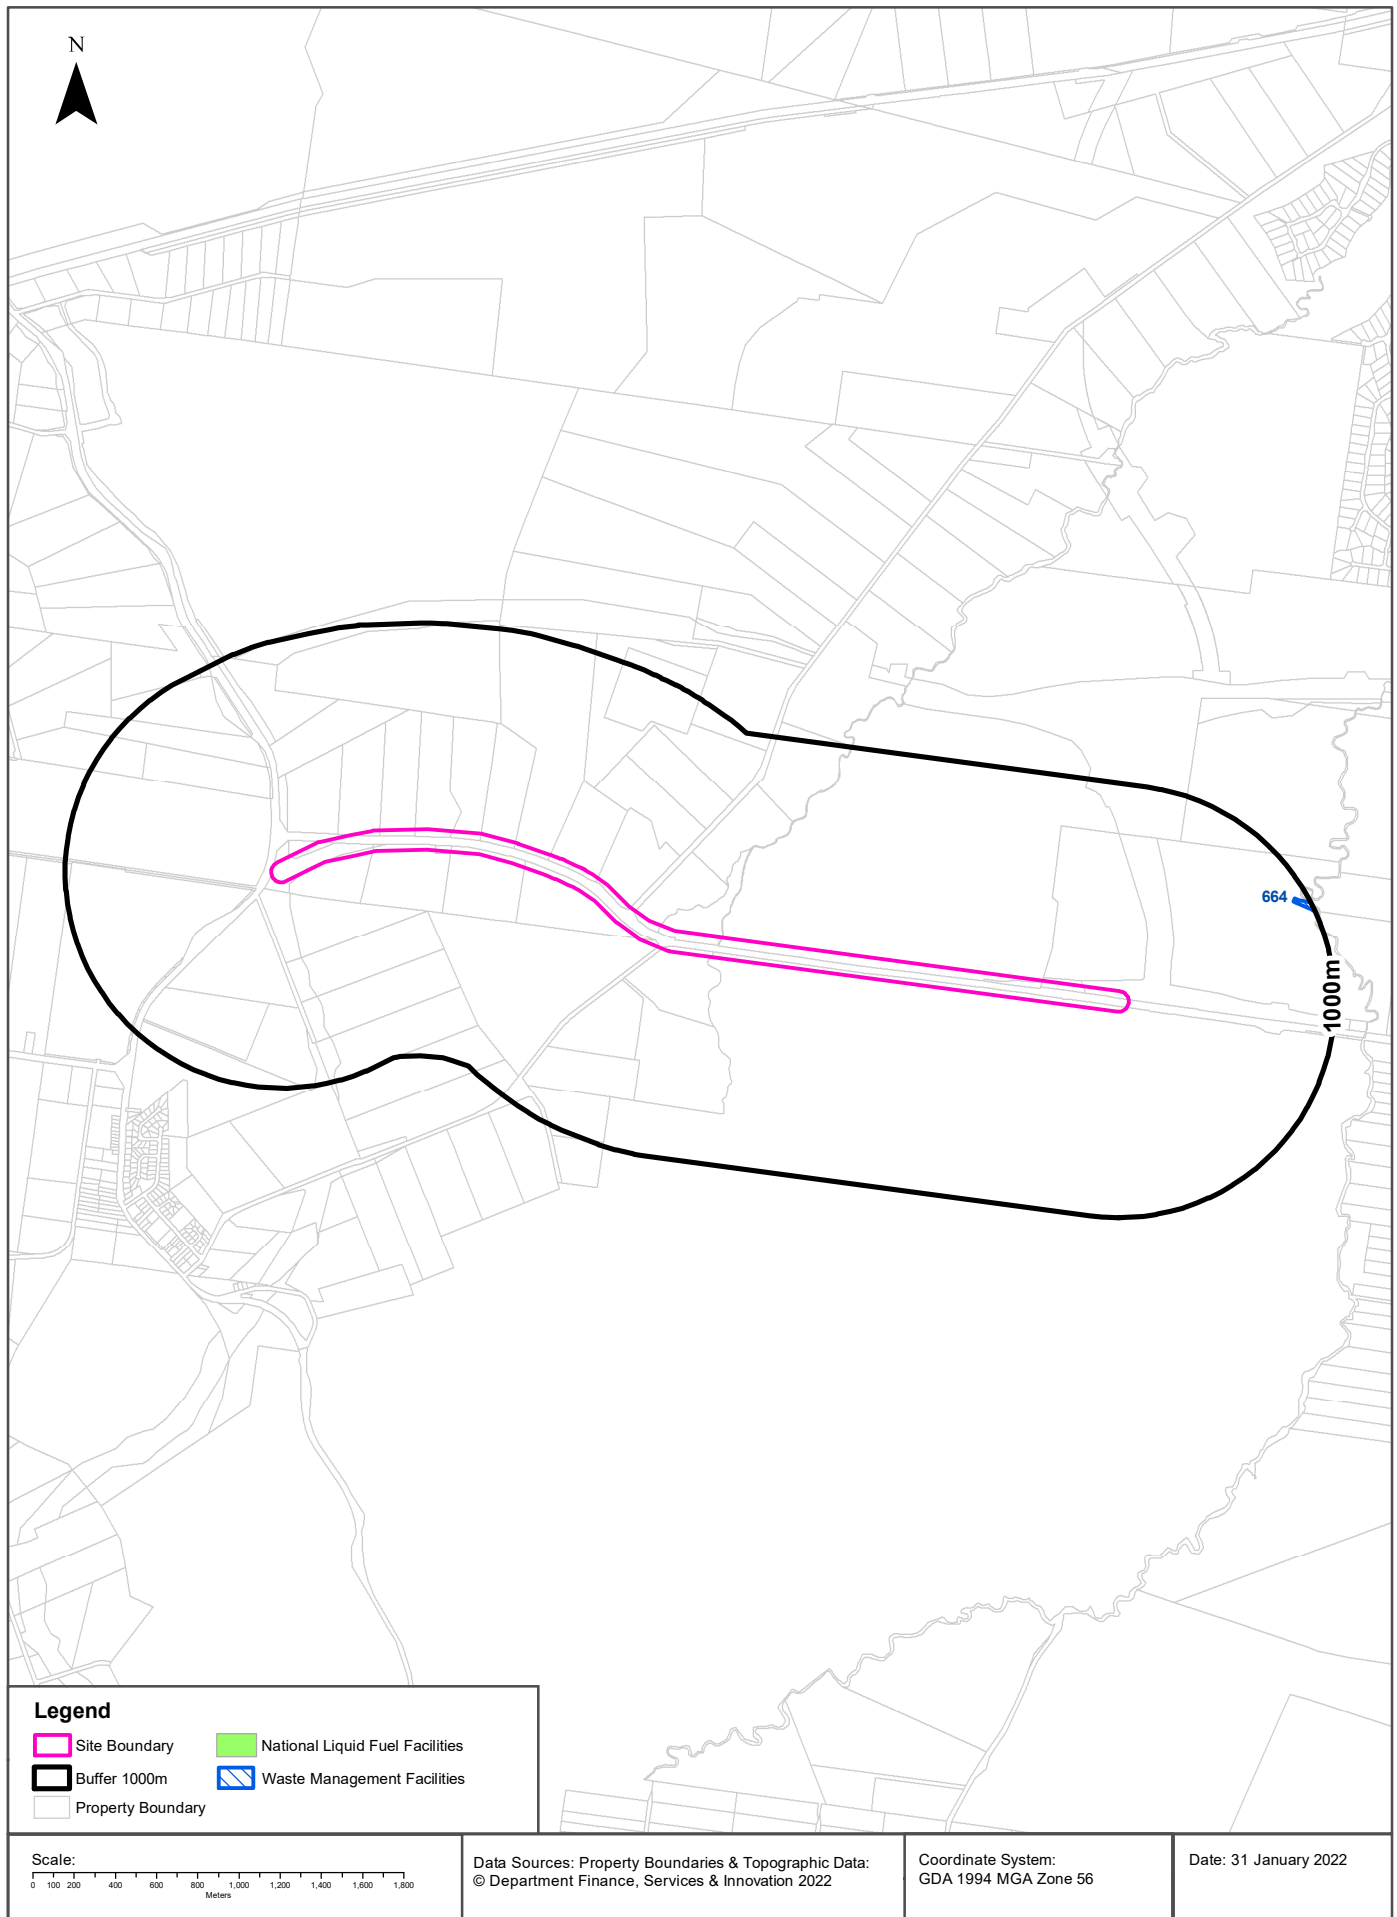 N
664
1000m
Legend
Site Boundary
National Liquid Fuel Facilities
Buffer 1000m
Waste Management Facilities
Property Boundary
Scale:
0 100 200 400 600 800 1,000 1,200 1,400 1,600 1,800
Meters
Data Sources: Property Boundaries & Topographic Data:
© Department Finance, Services & Innovation 2022
Coordinate System:
GDA 1994 MGA Zone 56
Date: 31 January 2022